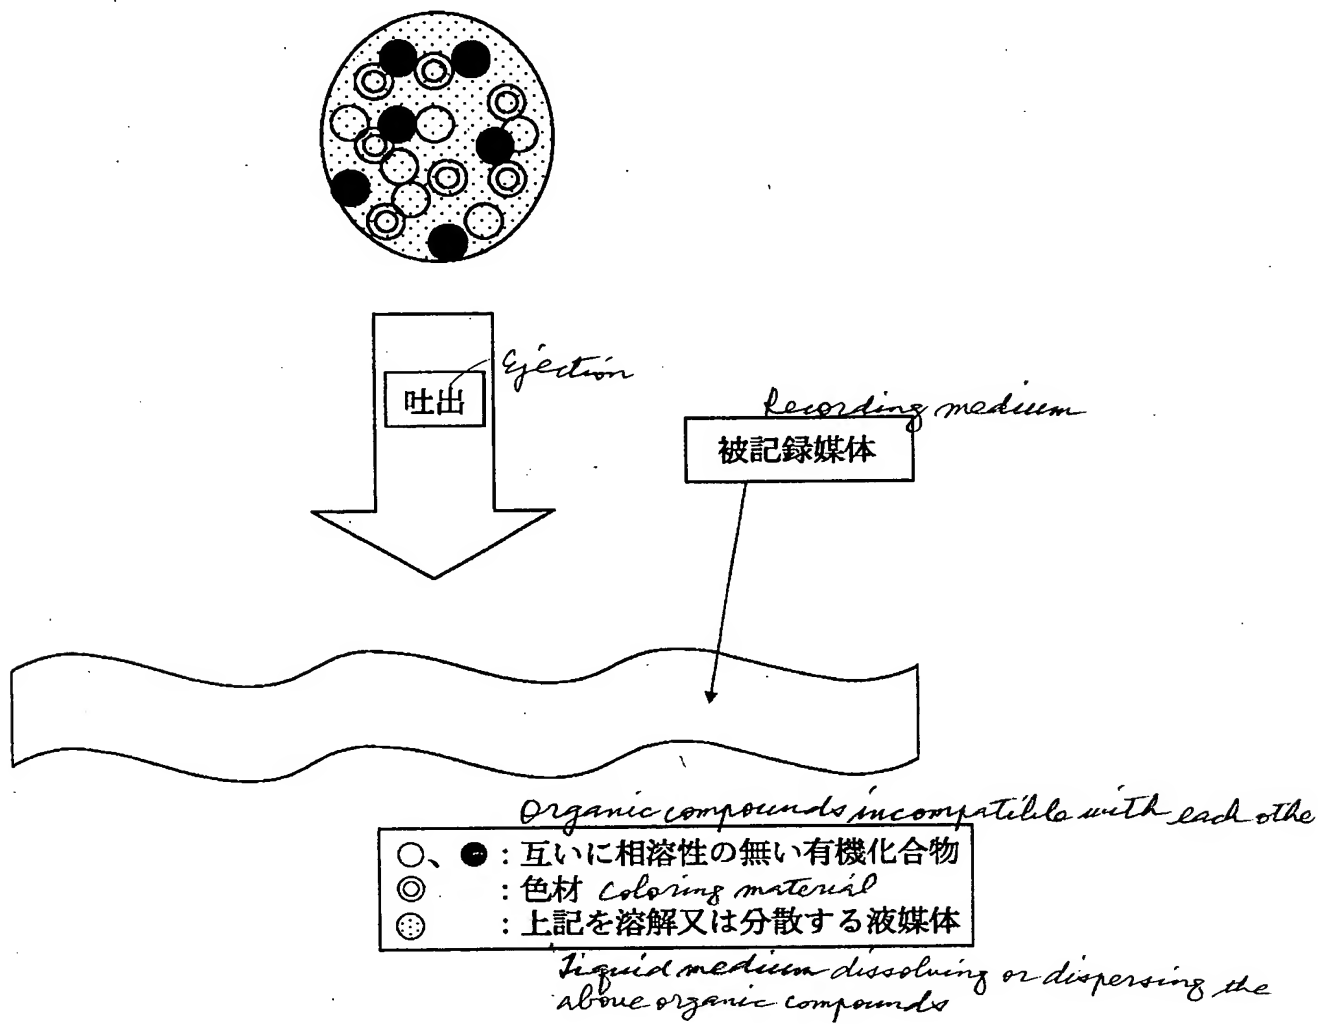 Ejection
吐出
Recording medium
被記録媒体
Organic compounds incompatible with each othe
○、●：互いに相溶性の無い有機化合物
◎：色材 coloring material
：上記を溶解又は分散する液媒体
Liquid medium dissolving or dispersing the
above organic compounds